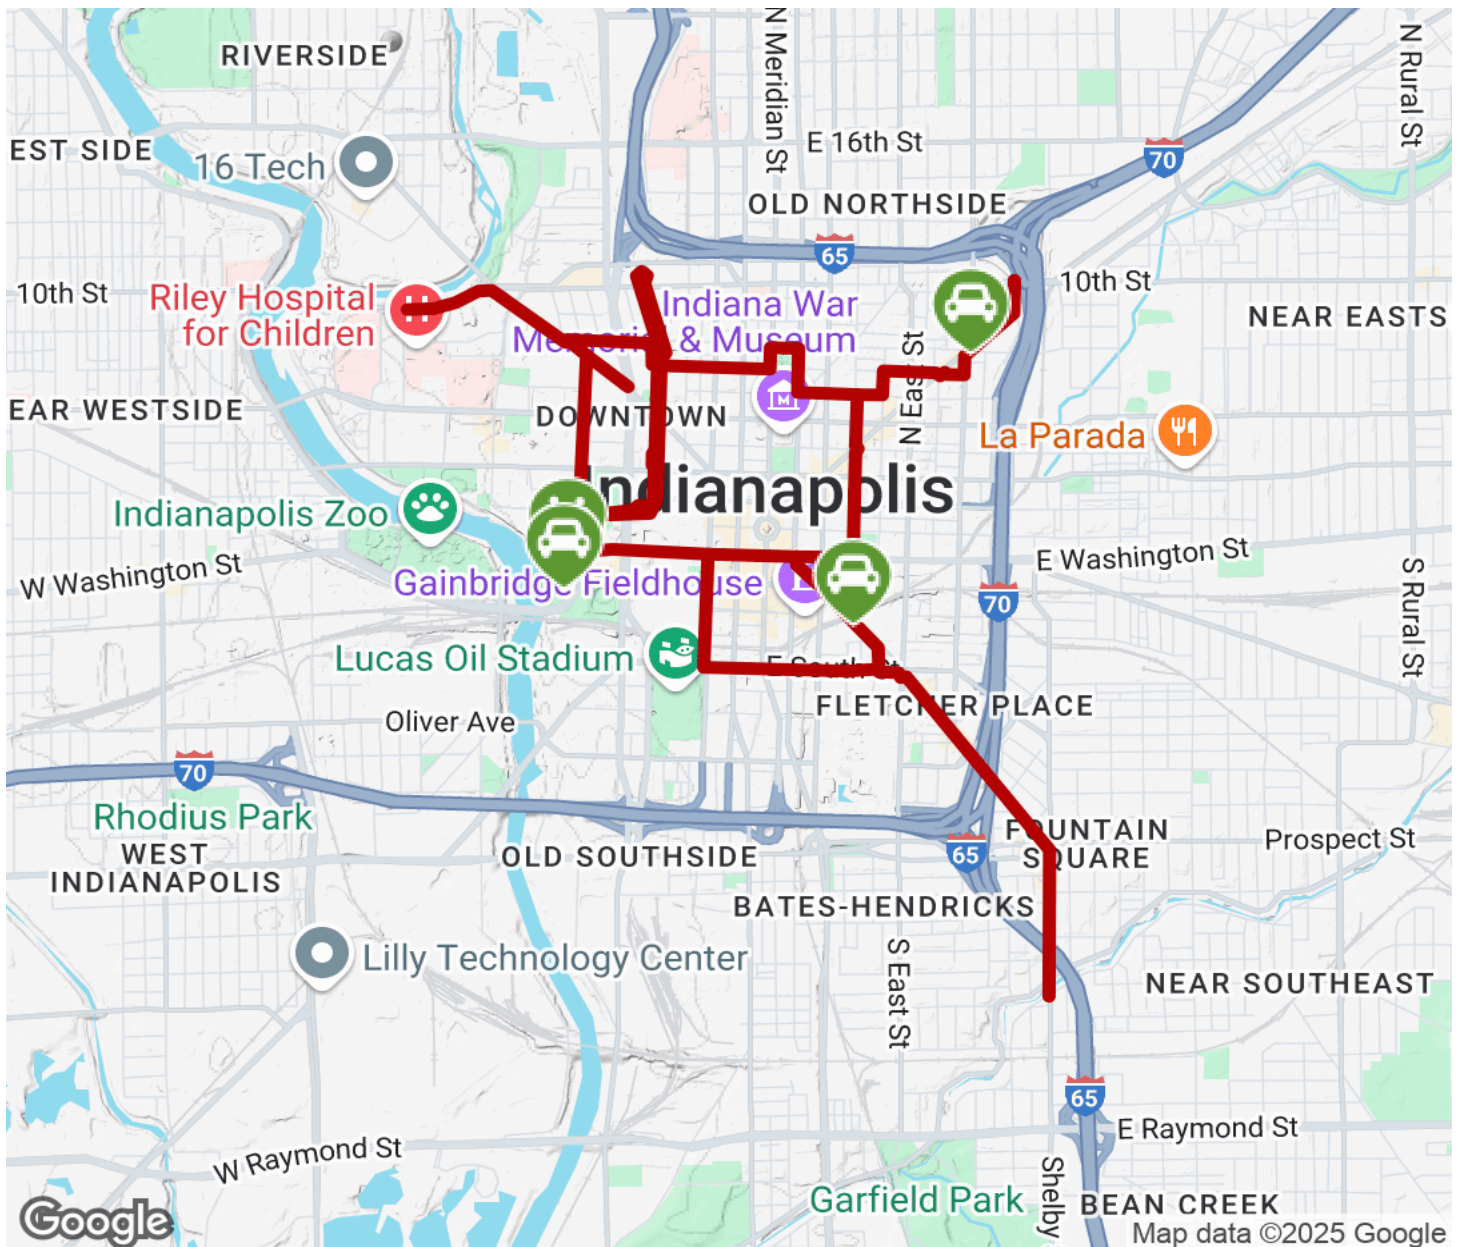 RIVERSIDE
N Meridian St
N Rural St
EST SIDE
16 Tech
E 16th St
70
OLD NORTHSIDE
65
10th St
Riley Hospital
for Children
Indiana War
Memorial & Museum
10th St
NEAR EASTS
N East St
EAR WESTSIDE
DOWNTOWN
La Parada
Indianapolis
Indianapolis Zoo
W Washington St
E Washington St
Gainbridge Fieldhouse
70
S Rural St
Lucas Oil Stadium
E South St
FLETCHER PLACE
Oliver Ave
70
Rhodius Park
WEST
INDIANAPOLIS
OLD SOUTHSIDE
65
FOUNTAIN
SQUARE
Prospect St
BATES-HENDRICKS
Lilly Technology Center
S East St
NEAR SOUTHEAST
65
E Raymond St
W Raymond St
Shelby
Garfield Park
BEAN CREEK
Google
Map data ©2025 Google